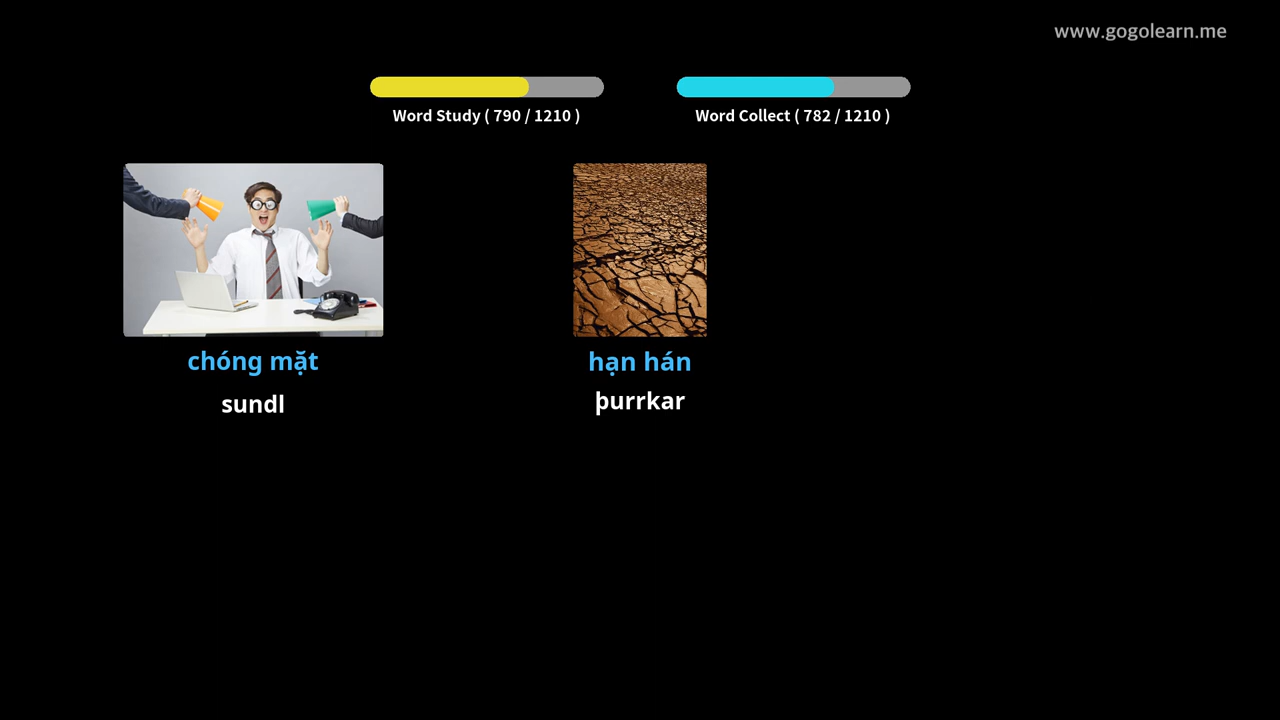 www.gogolearn.me
Word Study ( 790 / 1210 )
Word Collect ( 782 / 1210 )
chóng mặt
sundl
hạn hán
þurrkar